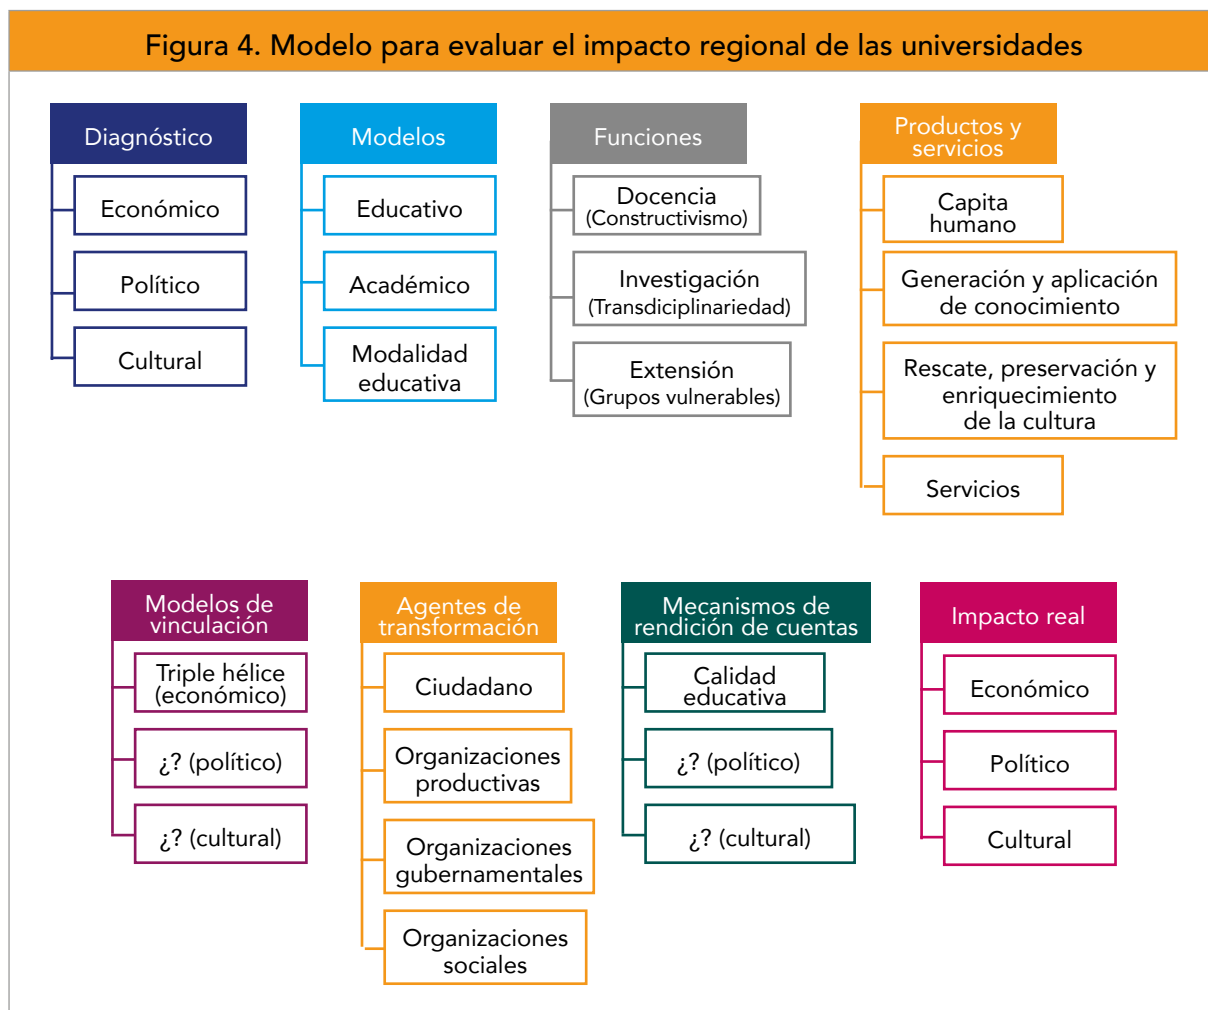 Figura 4. Modelo para evaluar el impacto regional de las universidades
Diagnóstico
Económico
Político
Cultural
Modelos
Educativo
Académico
Modalidad
educativa
Funciones
Docencia
(Constructivismo)
Investigación
(Transdiciplinariedad)
Extensión
(Grupos vulnerables)
Productos y
servicios
Capita
humano
Generación y aplicación
de conocimiento
Rescate, preservación y
enriquecimiento
de la cultura
Servicios
Modelos de
vinculación
Triple hélice
(económico)
¿? (político)
¿? (cultural)
Agentes de
transformación
Ciudadano
Organizaciones
productivas
Organizaciones
gubernamentales
Organizaciones
sociales
Mecanismos de
rendición de cuentas
Calidad
educativa
¿? (político)
¿? (cultural)
Impacto real
Económico
Político
Cultural